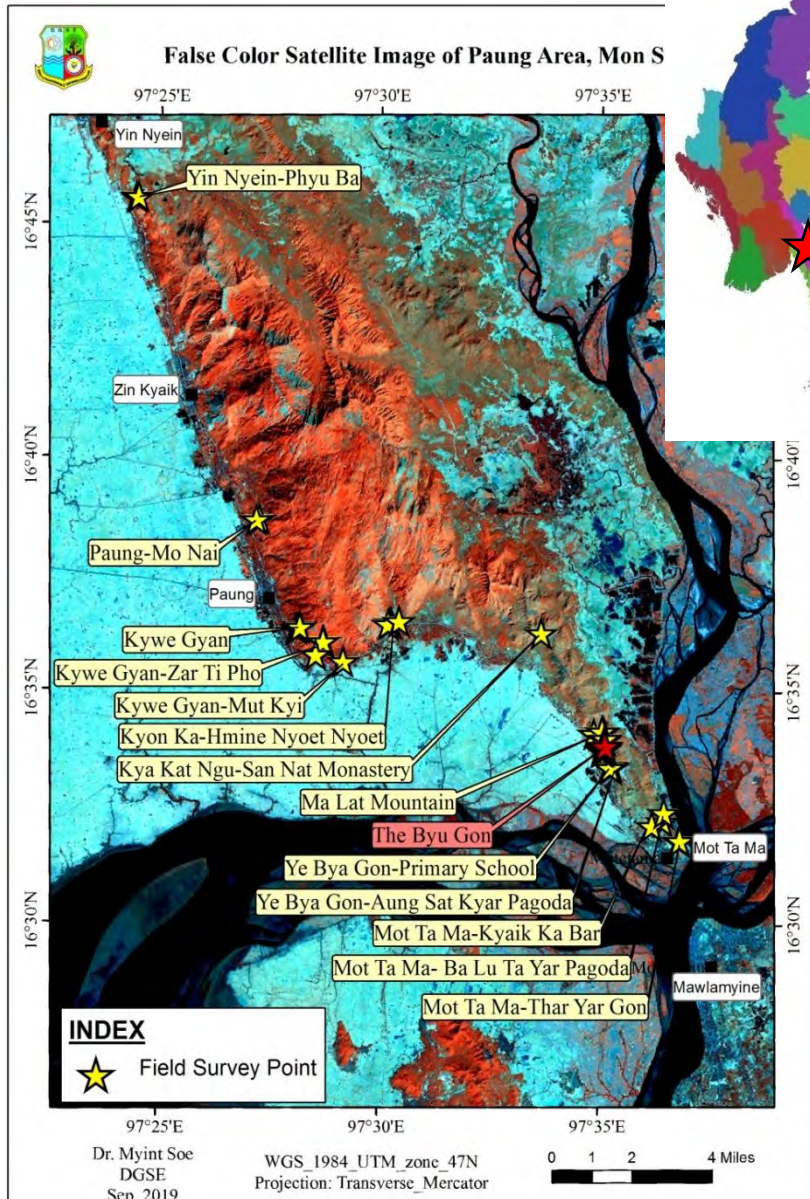 False Color Satellite Image of Paung Area, Mon S
97°25'E 97°30'E 97°35'E
Yin Nyein
Yin Nyein-Phyu Ba
16°45'N
Zin Kyaik
16°40'N
16°40'N
Paung-Mo Nai
Paung
Kywe Gyan
Kywe Gyan-Zar Ti Pho
16°35'N
16°35'N
Kywe Gyan-Mut Kyi
Kyon Ka-Hmine Nyoet Nyoet
Kya Kat Ngu-San Nat Monastery
Ma Lat Mountain
The Byu Gon
Mot Ta Ma
Ye Bya Gon-Primary School
Ye Bya Gon-Aung Sat Kyar Pagoda
16°30'N
16°30'N
Mot Ta Ma-Kyaik Ka Bar
Mot Ta Ma- Ba Lu Ta Yar Pagoda
Mawlamyine
Mot Ta Ma-Thar Yar Gon
INDEX
Field Survey Point
97°25'E 97°30'E 97°35'E
Dr. Myint Soe
DGSE
Sep, 2019
WGS_1984_UTM_zone_47N
Projection: Transverse_Mercator
0 1 2 4 Miles